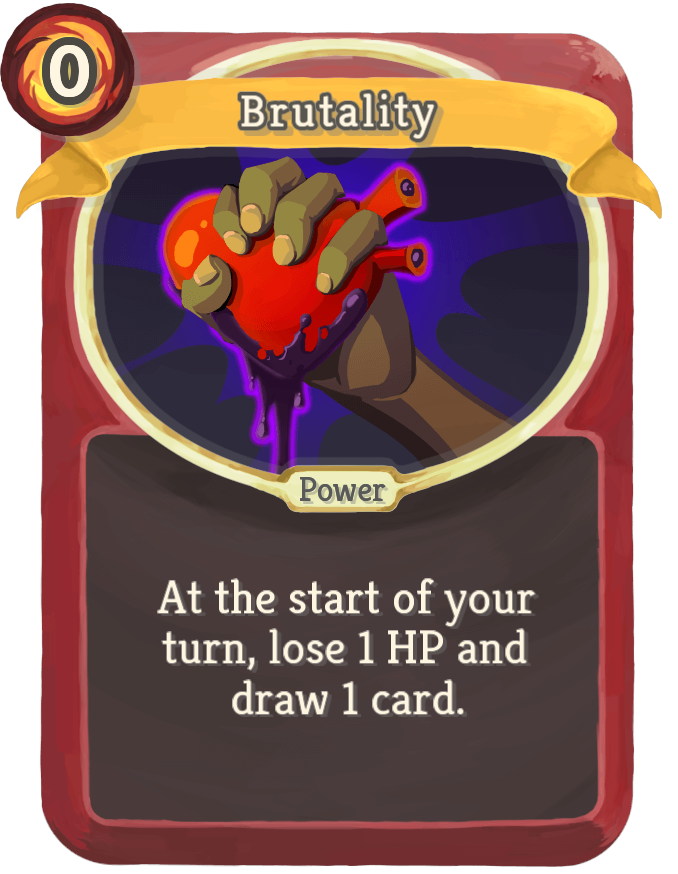 0
Brutality
Power
At the start of your
turn, lose 1 HP and
draw 1 card.